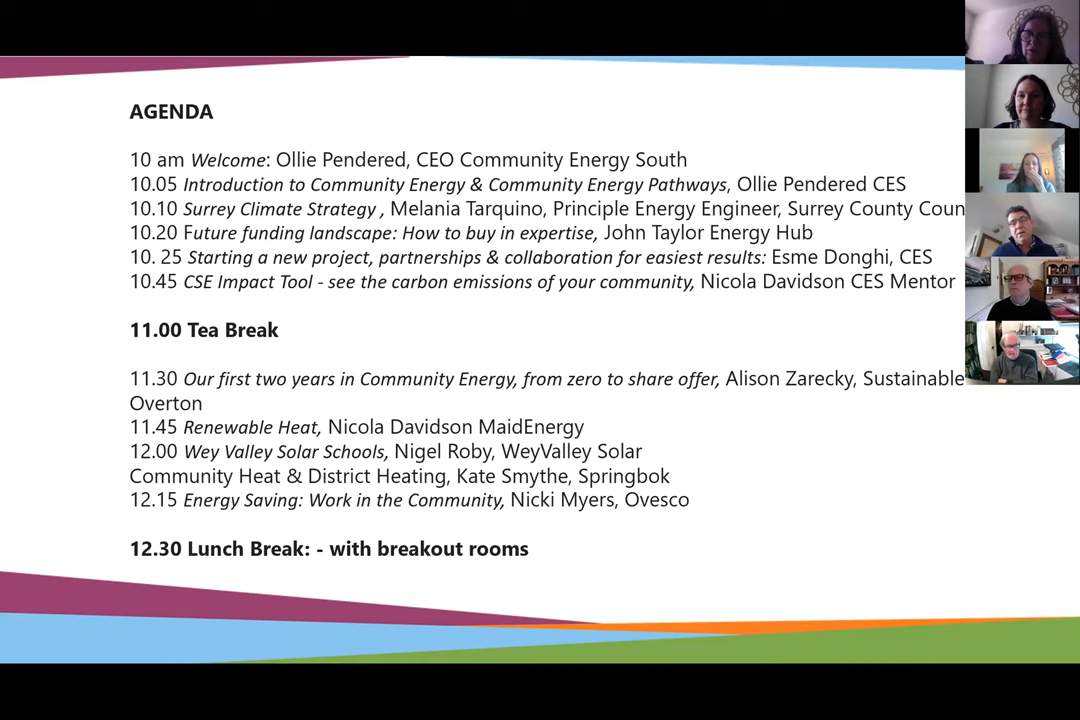 AGENDA
10 am Welcome: Ollie Pendered, CEO Community Energy South
10.05 Introduction to Community Energy & Community Energy Pathways, Ollie Pendered CES
10.10 Surrey Climate Strategy , Melania Tarquino, Principle Energy Engineer, Surrey County Coun
10.20 Future funding landscape: How to buy in expertise, John Taylor Energy Hub
10. 25 Starting a new project, partnerships & collaboration for easiest results: Esme Donghi, CES
10.45 CSE Impact Tool - see the carbon emissions of your community, Nicola Davidson CES Mentor
11.00 Tea Break
11.30 Our first two years in Community Energy, from zero to share offer, Alison Zarecky, Sustainable
Overton
11.45 Renewable Heat, Nicola Davidson MaidEnergy
12.00 Wey Valley Solar Schools, Nigel Roby, WeyValley Solar
Community Heat & District Heating, Kate Smythe, Springbok
12.15 Energy Saving: Work in the Community, Nicki Myers, Ovesco
12.30 Lunch Break: - with breakout rooms